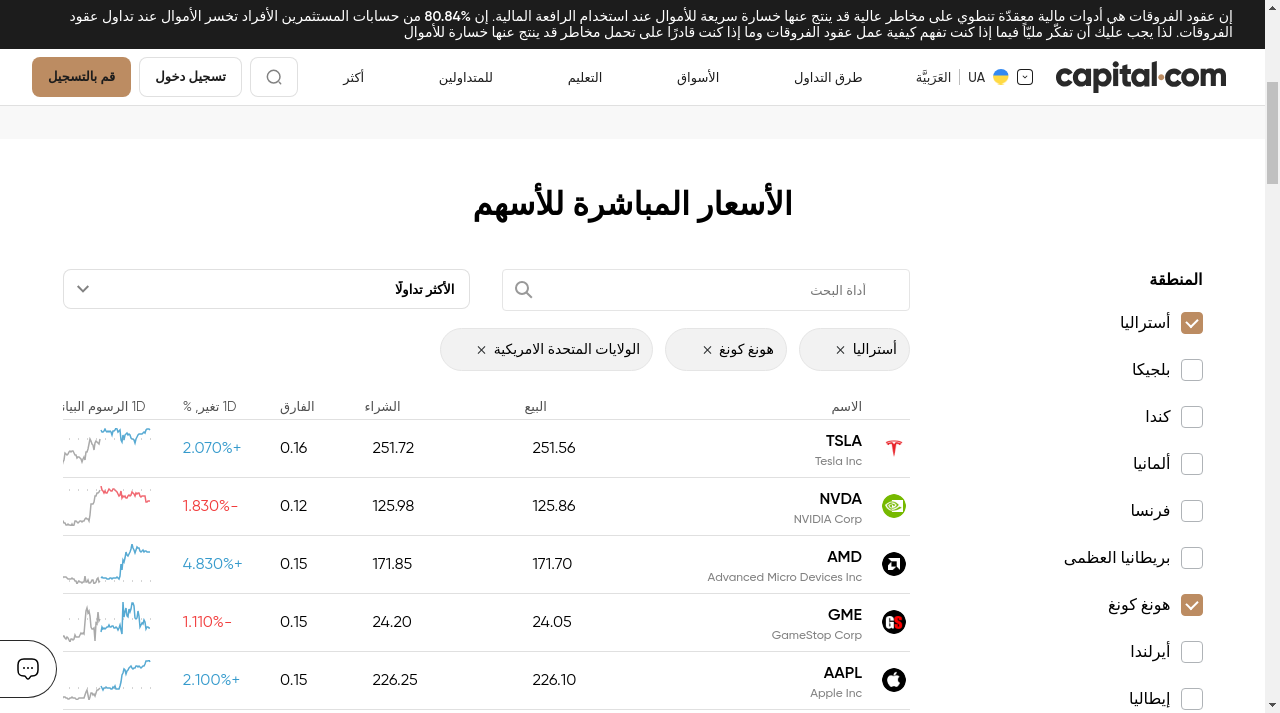 إن عقود الفروقات هي أدوات مالية معقدّة تنطوي على مخاطر عالية قد ينتج عنها خسارة سريعة للأموال عند استخدام الرافعة المالية. إن 80.84% من حسابات المستثمرين الأفراد تخسر الأموال عند تداول عقود
الفروقات. لذا يجب عليك أن تفكّر مليّاً فيما إذا كنت تفهم كيفية عمل عقود الفروقات وما إذا كنت قادرًا على تحمل مخاطر قد ينتج عنها خسارة للأموال
capital.com
UA
العَرَبيَّة
طرق التداول
الأسواق
التعليم
للمتداولين
أكثر
تسجيل دخول
قم بالتسجيل
الأسعار المباشرة للأسهم
المنطقة
أستراليا
بلجيكا
كندا
ألمانيا
فرنسا
بريطانيا العظمى
هونغ كونغ
أيرلندا
إيطاليا
أداة البحث
الأكثر تداولًا
أستراليا ×
هونغ كونغ ×
الولايات المتحدة الامريكية ×
الاسم البيع الشراء الفارق 1D تغير, % 1D الرسوم البيان
TSLA 251.56 251.72 0.16 2.070%+
Tesla Inc
NVDA 125.86 125.98 0.12 1.830%-
NVIDIA Corp
AMD 171.70 171.85 0.15 4.830%+
Advanced Micro Devices Inc
GME 24.05 24.20 0.15 1.110%-
GameStop Corp
AAPL 226.10 226.25 0.15 2.100%+
Apple Inc